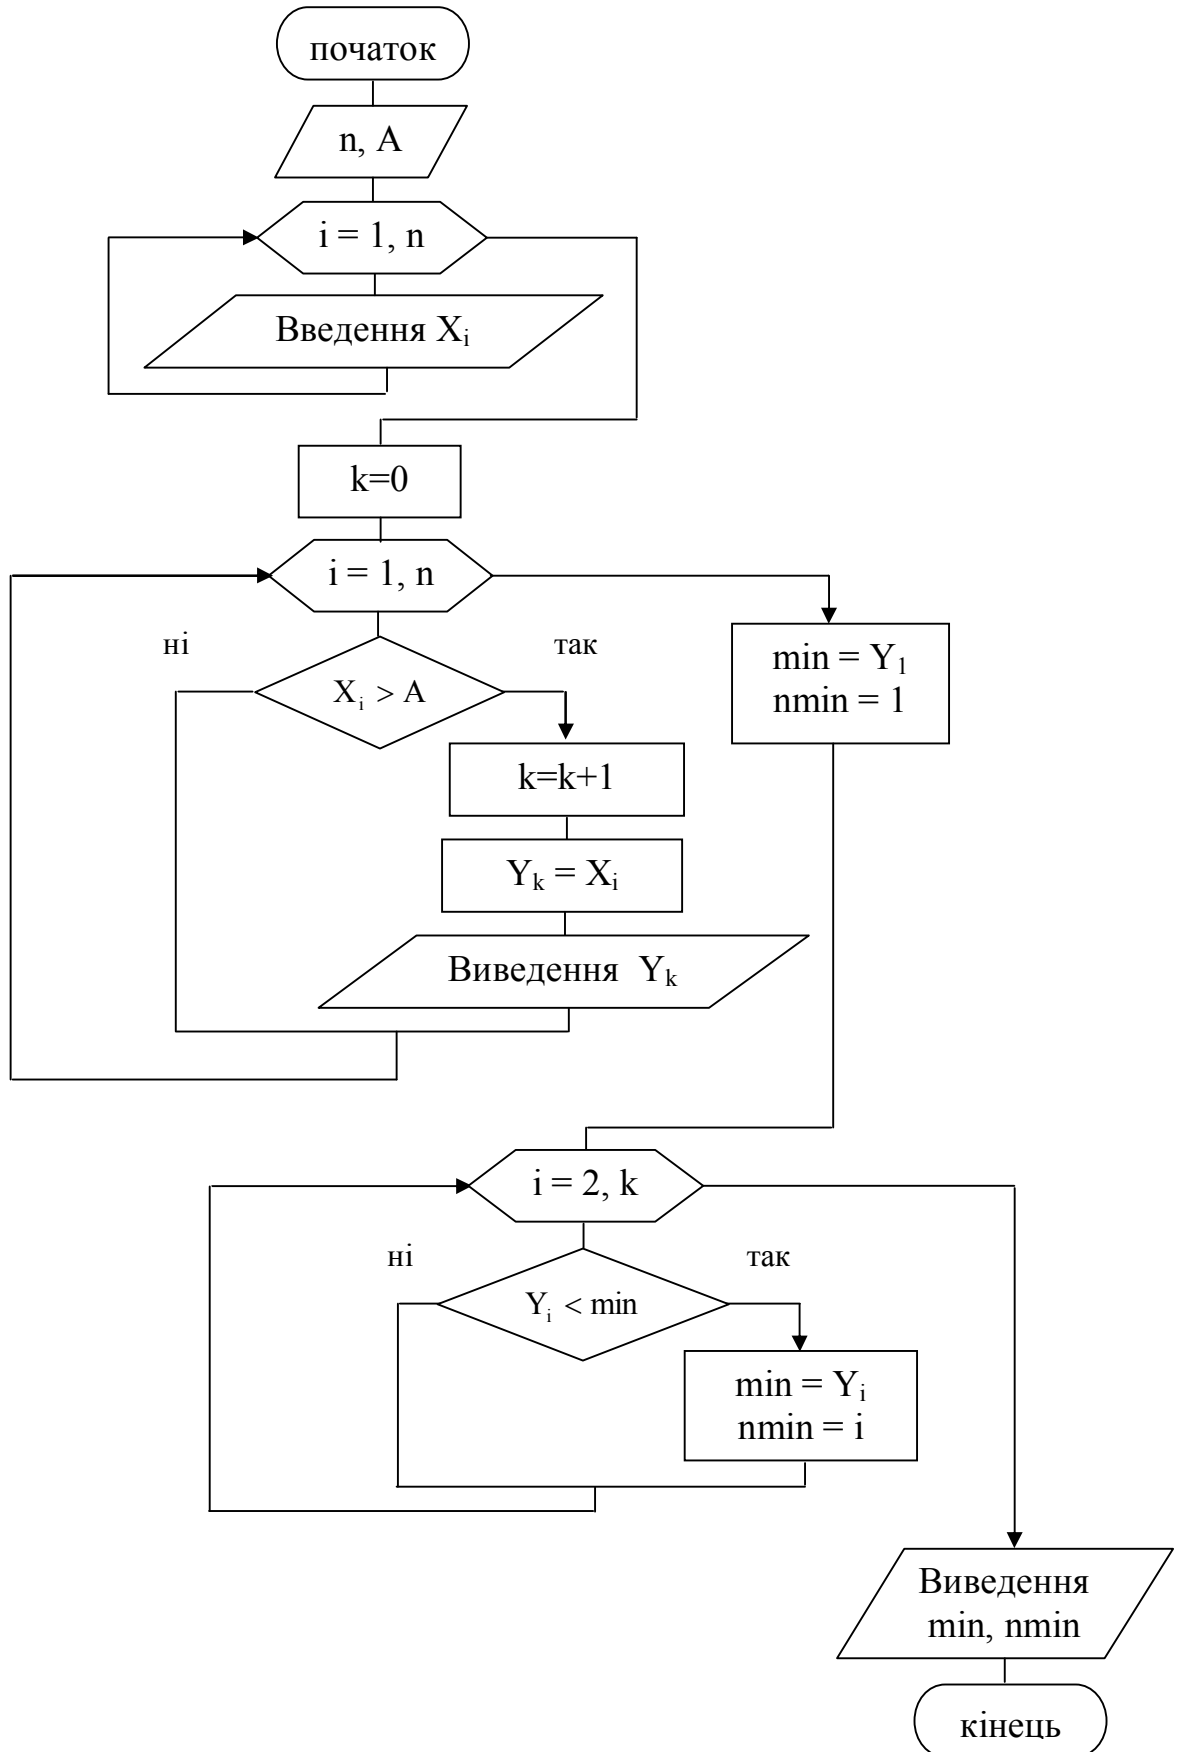 початок
n, A
i = 1, n
Введення Xᵢ
k=0
i = 1, n
ні
так
Xᵢ > A
min = Y₁
nmin = 1
k=k+1
Yₖ = Xᵢ
Виведення Yₖ
i = 2, k
ні
так
Yᵢ < min
min = Yᵢ
nmin = i
Виведення
min, nmin
кінець